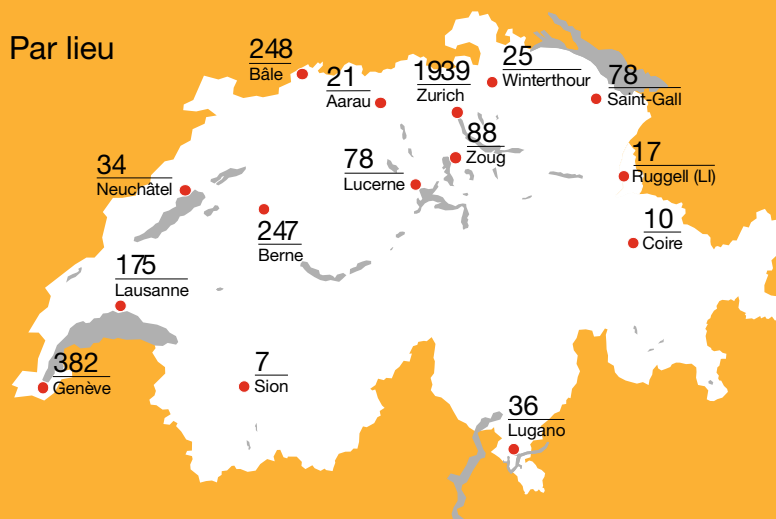 Par lieu
248
Bâle
21
Aarau
1939
Zurich
25
Winterthour
78
Saint-Gall
88
Zoug
78
Lucerne
17
Ruggell (LI)
34
Neuchâtel
247
Berne
10
Coire
175
Lausanne
382
Genève
7
Sion
36
Lugano